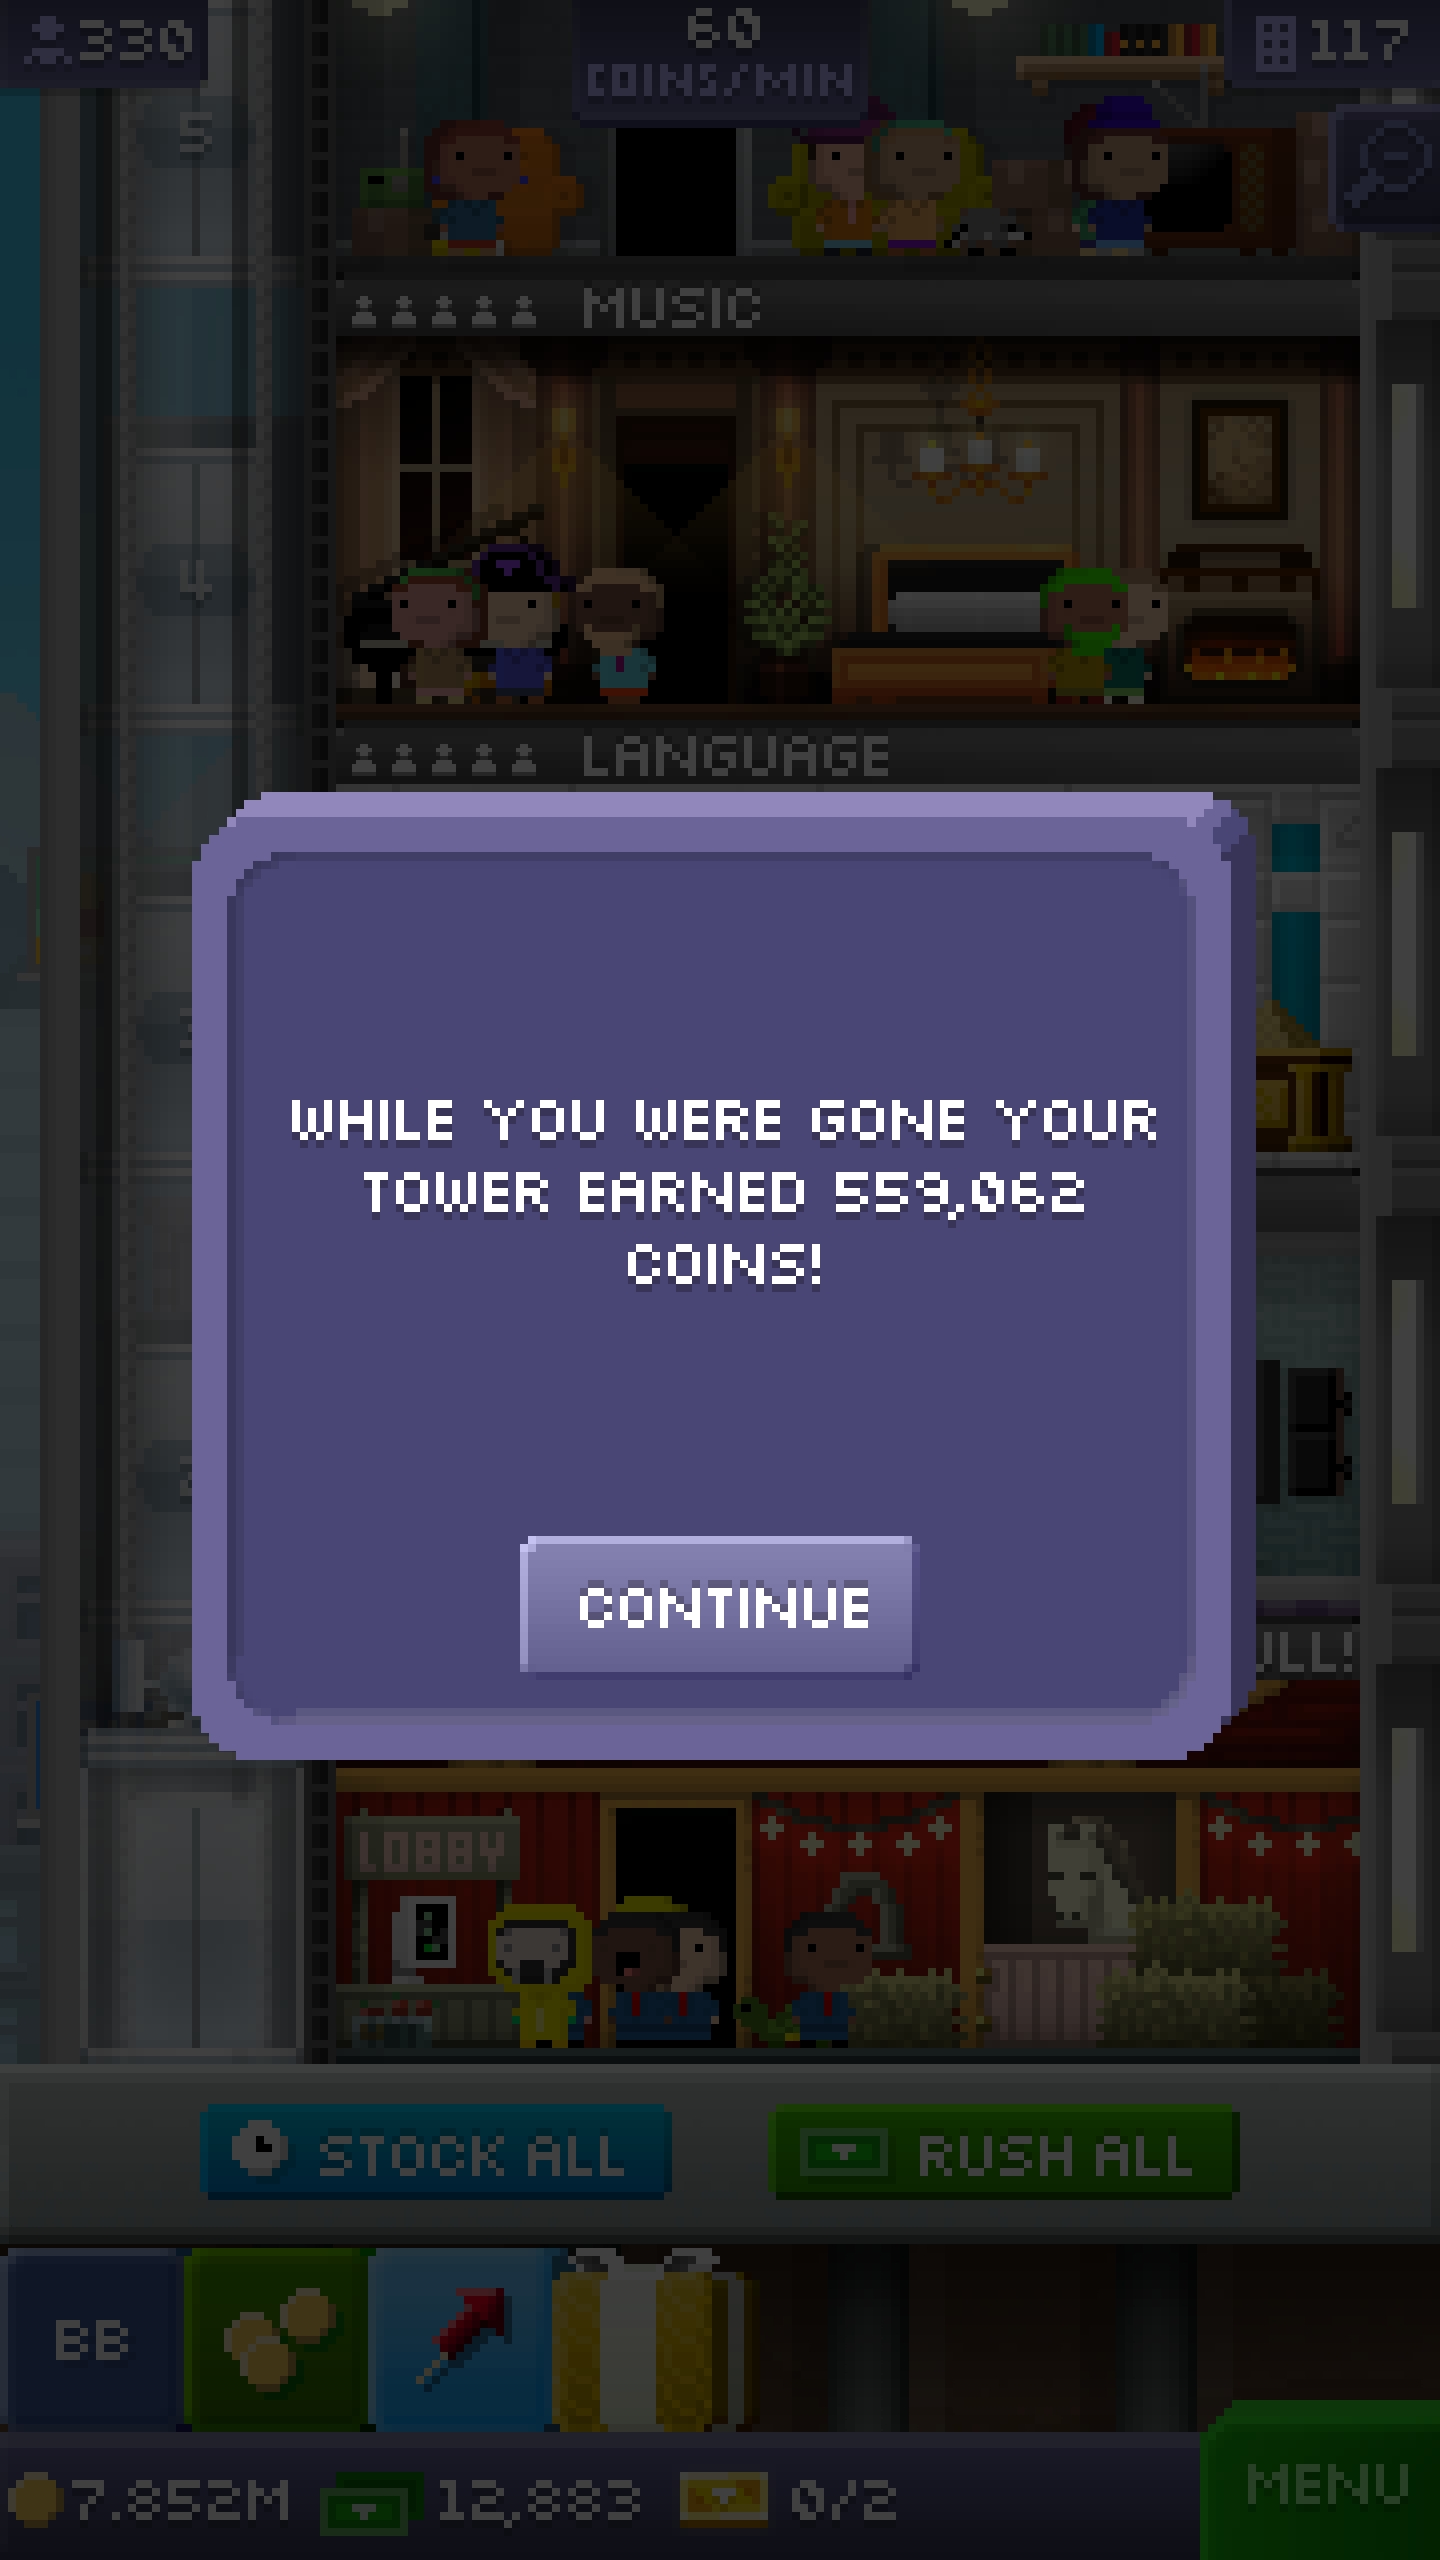 330
60
COINS/MIN
117
5
MUSIC
4
LANGUAGE
WHILE YOU WERE GONE YOUR
TOWER EARNED 559,062
COINS!
CONTINUE
LOBBY
STOCK ALL
RUSH ALL
BB
7.852M
12,883
0/2
MENU